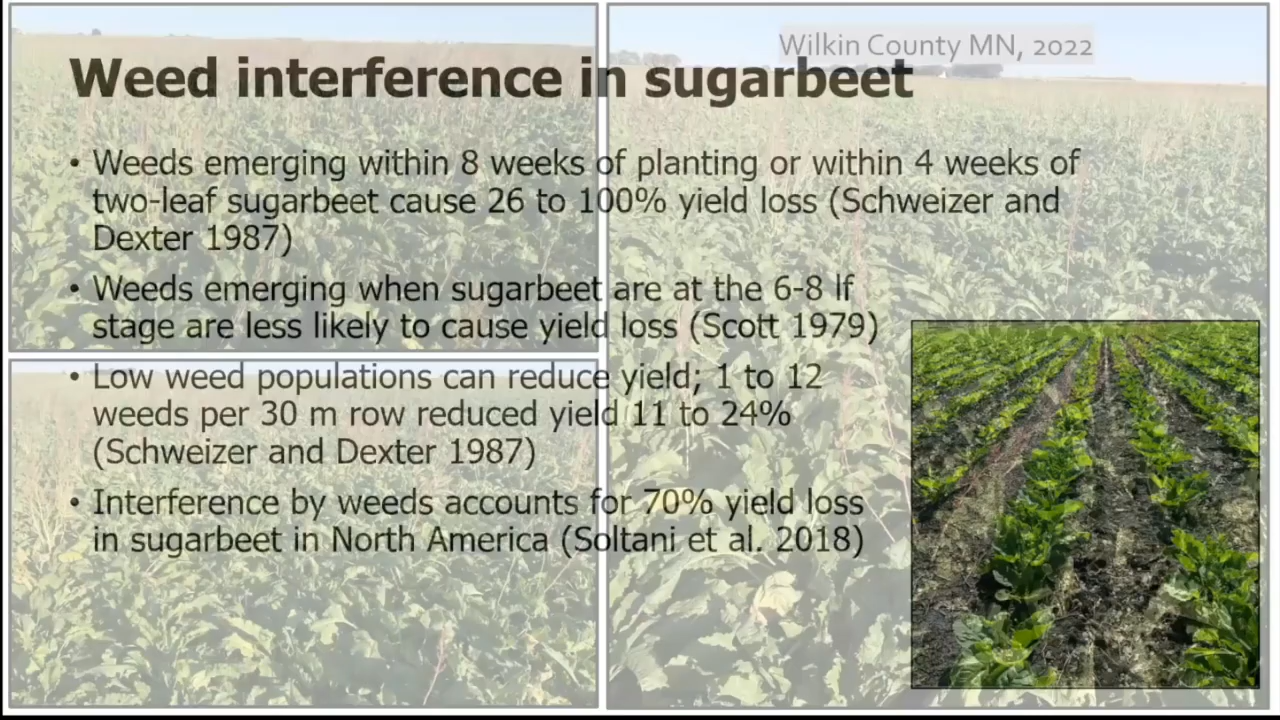 Wilkin County MN, 2022
Weed interference in sugarbeet
• Weeds emerging within 8 weeks of planting or within 4 weeks of
two-leaf sugarbeet cause 26 to 100% yield loss (Schweizer and
Dexter 1987)
• Weeds emerging when sugarbeet are at the 6-8 lf
stage are less likely to cause yield loss (Scott 1979)
• Low weed populations can reduce yield; 1 to 12
weeds per 30 m row reduced yield 11 to 24%
(Schweizer and Dexter 1987)
• Interference by weeds accounts for 70% yield loss
in sugarbeet in North America (Soltani et al. 2018)